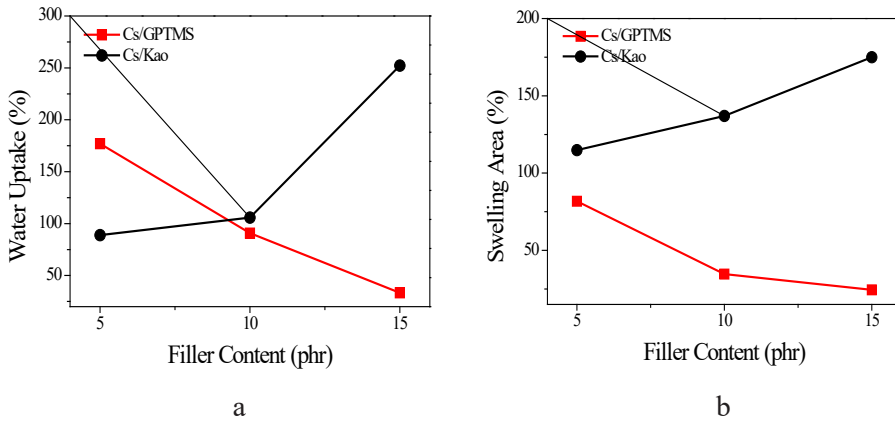 300
250
200
150
100
50
Water Uptake (%)
Cs/GPTMS
Cs/Kao
5
10
15
Filler Content (phr)
a
200
150
100
50
Swelling Area (%)
Cs/GPTMS
Cs/Kao
5
10
15
Filler Content (phr)
b